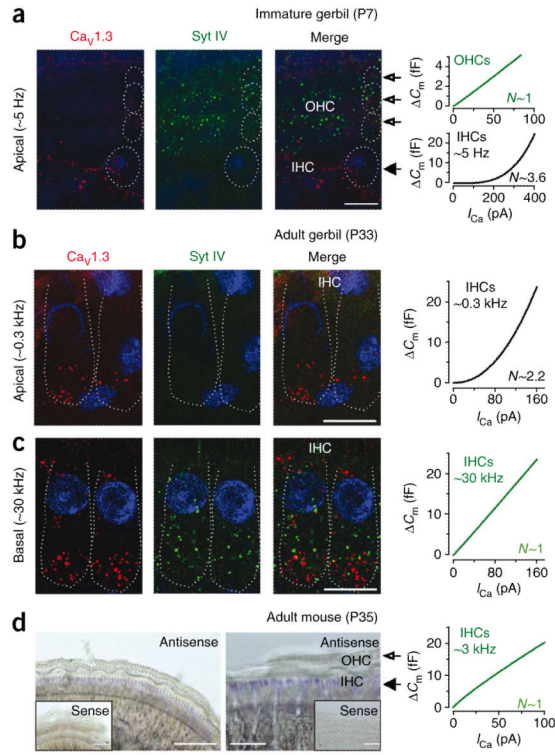 a
Immature gerbil (P7)
CaV1.3
Syt IV
Merge
Apical (~5 Hz)
OHC
IHC
ΔCm (fF)
4
2
0
OHCs
N~1
0 50 100
ΔCm (fF)
20
10
0
IHCs
~5 Hz
N~3.6
0 200 400
ICa (pA)
b
Adult gerbil (P33)
CaV1.3
Syt IV
Merge
Apical (~0.3 kHz)
IHC
ΔCm (fF)
20
10
0
IHCs
~0.3 kHz
N~2.2
0 80 160
ICa (pA)
c
Basal (~30 kHz)
IHC
ΔCm (fF)
20
10
0
IHCs
~30 kHz
N~1
0 80 160
ICa (pA)
d
Adult mouse (P35)
Antisense
Sense
Antisense
OHC
IHC
Sense
ΔCm (fF)
20
10
0
IHCs
~3 kHz
N~1
0 50 100
ICa (pA)